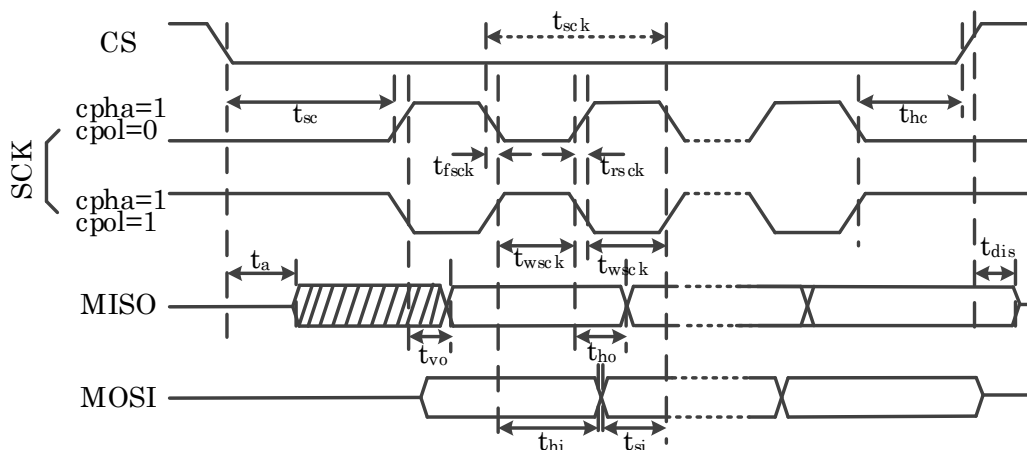 CS
t_sck
cpha=1
cpol=0
t_sc
t_hc
SCK
t_fsck
t_rsck
cpha=1
cpol=1
t_wsck
t_wsck
t_a
t_dis
MISO
t_vo
t_ho
MOSI
t_hi
t_si